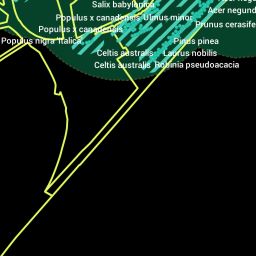 Salix babylonica
Acer negund
Populus x canadensis Ulmus minor
Prunus cerasife
Populus x canadensis
Populus nigra 'Italica'
Pinus pinea
Celtis australis
Laurus nobilis
Celtis australis
Robinia pseudoacacia